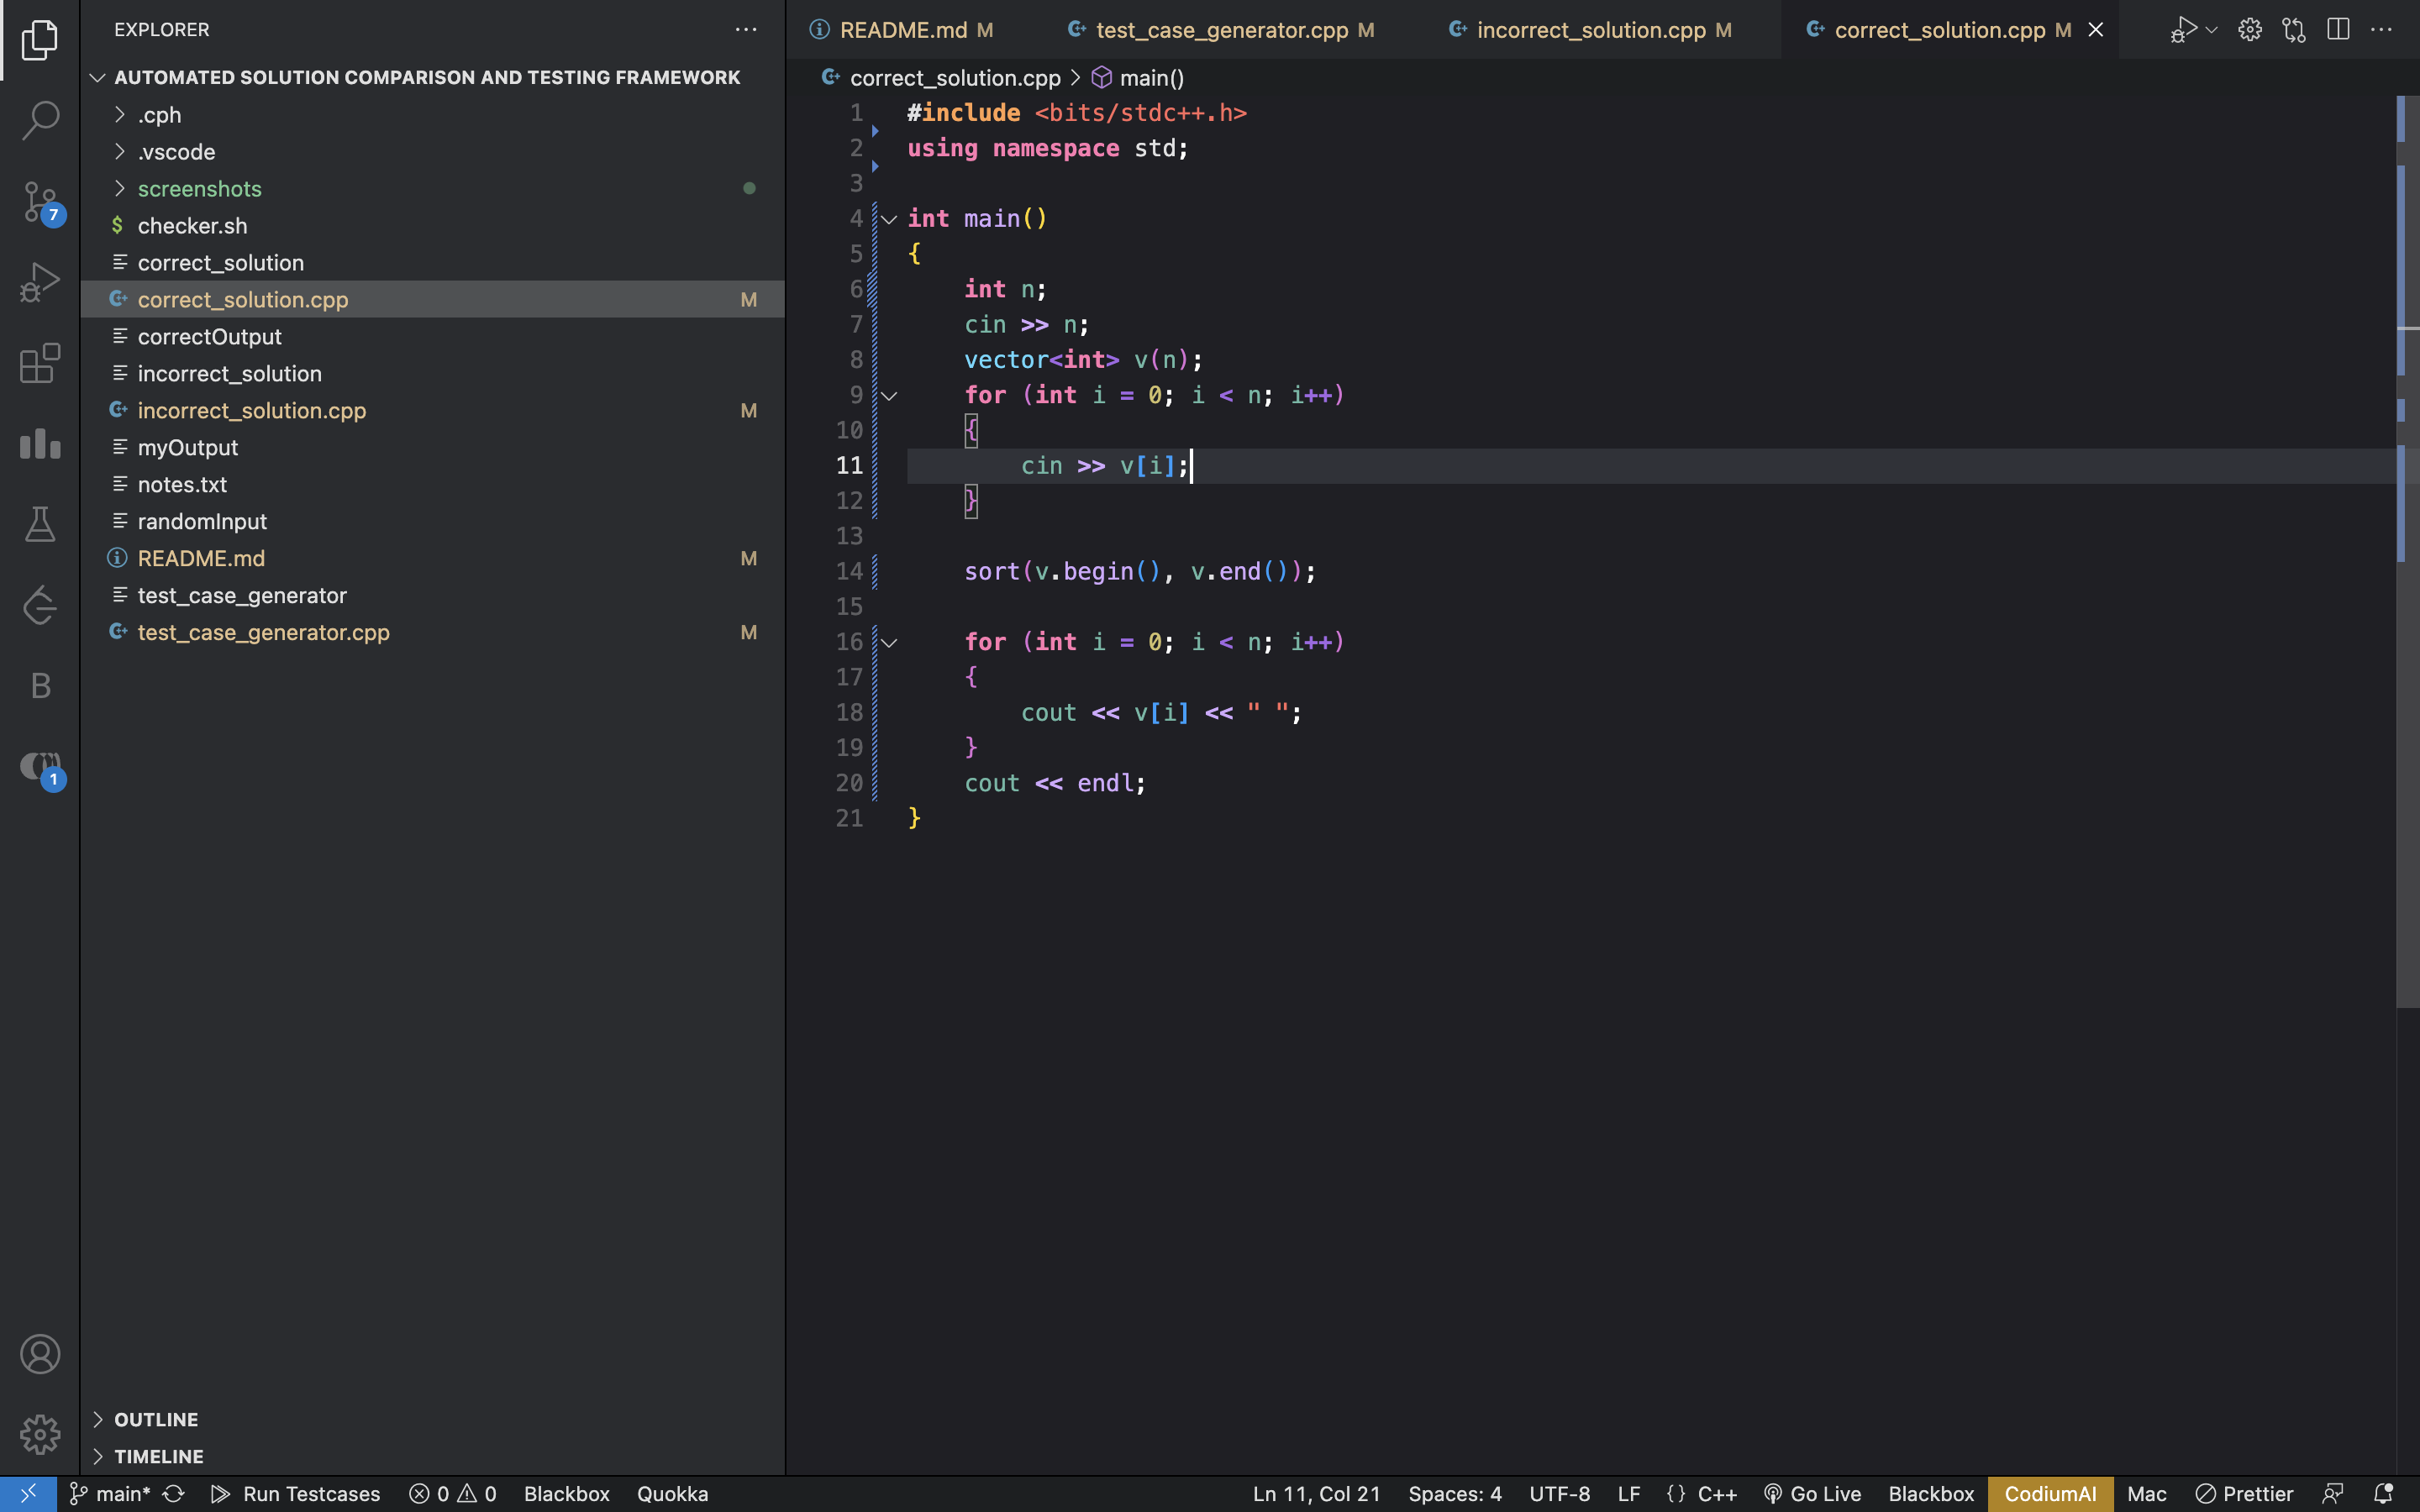 EXPLORER
AUTOMATED SOLUTION COMPARISON AND TESTING FRAMEWORK
.cph
.vscode
screenshots
$ checker.sh
correct_solution
correct_solution.cpp M
correctOutput
incorrect_solution
incorrect_solution.cpp M
myOutput
notes.txt
randomInput
README.md M
test_case_generator
test_case_generator.cpp M
7
B
1
OUTLINE
TIMELINE
README.md M test_case_generator.cpp M incorrect_solution.cpp M correct_solution.cpp M
correct_solution.cpp > main()
1 #include <bits/stdc++.h>
2 using namespace std;
3
4 int main()
5 {
6     int n;
7     cin >> n;
8     vector<int> v(n);
9     for (int i = 0; i < n; i++)
10     {
11         cin >> v[i];
12     }
13
14     sort(v.begin(), v.end());
15
16     for (int i = 0; i < n; i++)
17     {
18         cout << v[i] << " ";
19     }
20     cout << endl;
21 }
main* Run Testcases 0 0 Blackbox Quokka Ln 11, Col 21 Spaces: 4 UTF-8 LF {} C++ Go Live Blackbox CodiumAI Mac Prettier